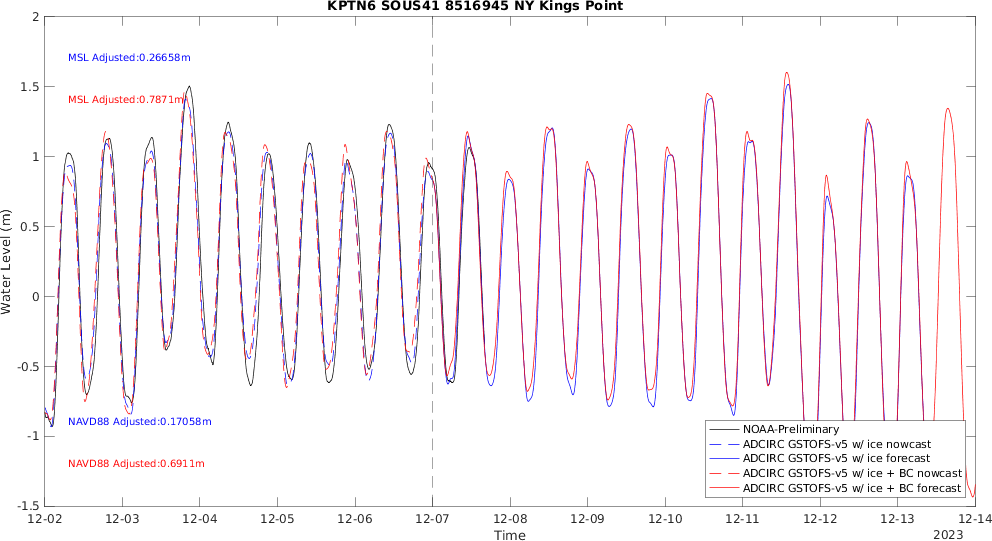 KPTN6 SOUS41 8516945 NY Kings Point
2
1.5
1
0.5
0
-0.5
-1
-1.5
Water Level (m)
MSL Adjusted:0.26658m
MSL Adjusted:0.7871m
NAVD88 Adjusted:0.17058m
NAVD88 Adjusted:0.6911m
NOAA-Preliminary
ADCIRC GSTOFS-v5 w/ ice nowcast
ADCIRC GSTOFS-v5 w/ ice forecast
ADCIRC GSTOFS-v5 w/ ice + BC nowcast
ADCIRC GSTOFS-v5 w/ ice + BC forecast
12-02 12-03 12-04 12-05 12-06 12-07 12-08 12-09 12-10 12-11 12-12 12-13 12-14
Time
2023